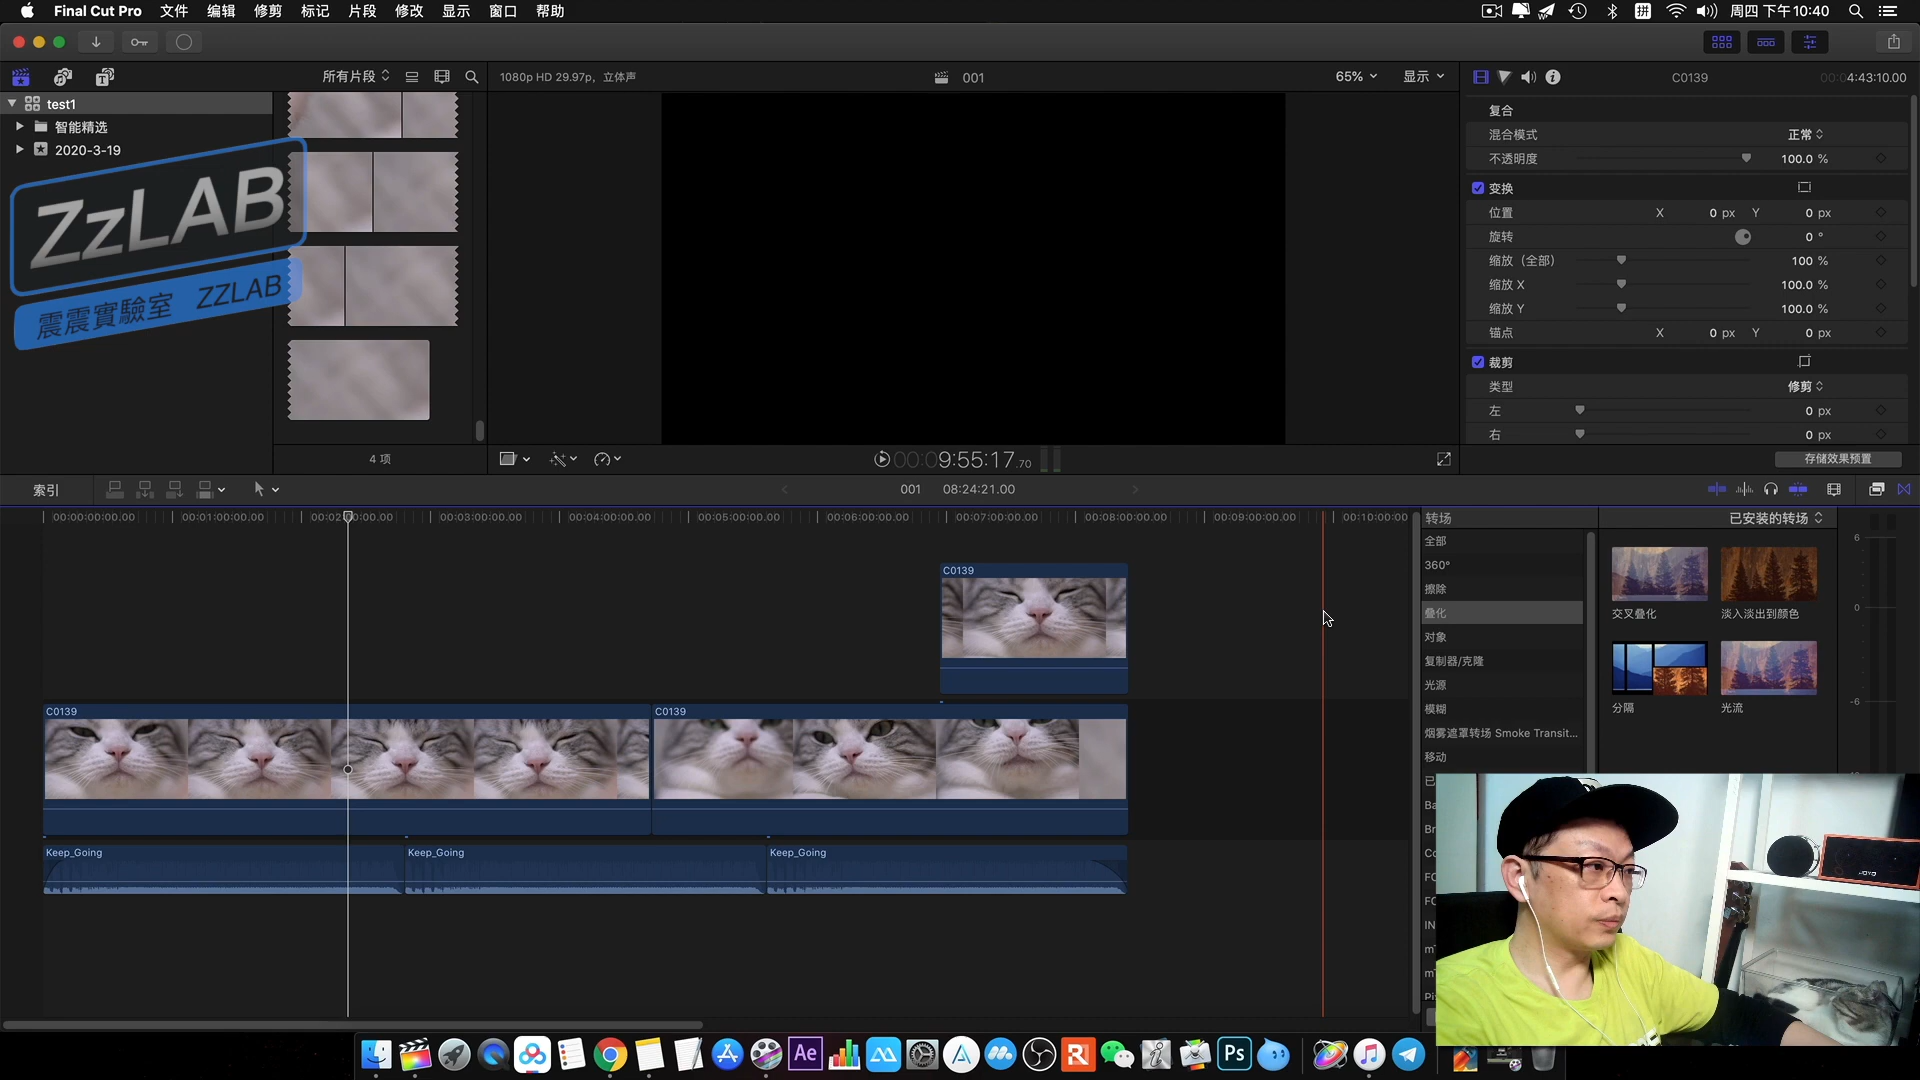 Final Cut Pro 文件 编辑 修剪 标记 片段 修改 显示 窗口 帮助
拼 周四 下午10:40
所有片段
1080p HD 29.97p, 立体声
001
65%
显示
C0139
00:04:43:10.00
test1
智能精选
2020-3-19
ZzLAB
震震實驗室 ZZLAB
4 项
00:09:55:17.70
复合
混合模式 正常
不透明度 100.0 %
变换
位置 X 0 px Y 0 px
旋转 0 °
缩放（全部） 100 %
缩放 X 100.0 %
缩放 Y 100.0 %
锚点 X 0 px Y 0 px
裁剪
类型 修剪
左 0 px
右 0 px
存储效果预置
索引
001 08:24:21.00
00:00:00:00.00 00:01:00:00.00 00:03:00:00.00 00:04:00:00.00 00:05:00:00.00 00:06:00:00.00 00:07:00:00.00 00:08:00:00.00 00:09:00:00.00 00:10:00:00
C0139
C0139 C0139
Keep_Going Keep_Going Keep_Going
转场
已安装的转场
全部
360°
擦除
叠化
对象
复制器/克隆
光源
模糊
烟雾遮罩转场 Smoke Transit...
移动
交叉叠化
淡入淡出到颜色
分隔
光流
6
0
-6
JOYO
Ae
Ps